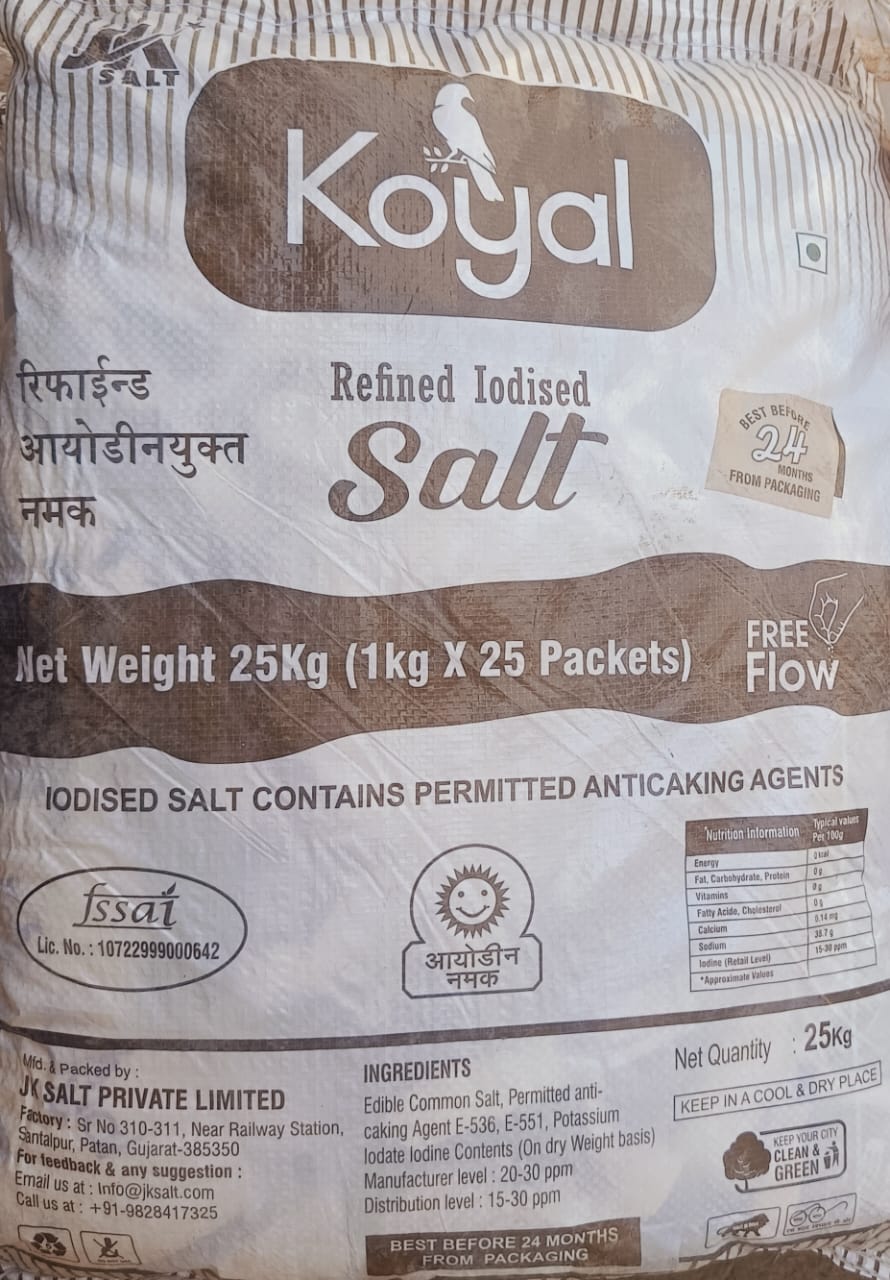 JK
SALT
Koyal
रिफाईन्ड
आयोडीनयुक्त
नमक
Refined Iodised
Salt
BEST BEFORE
24
MONTHS
FROM PACKAGING
Net Weight 25Kg (1kg X 25 Packets)
FREE
Flow
IODISED SALT CONTAINS PERMITTED ANTICAKING AGENTS
fssai
Lic. No. : 10722999000642
आयोडीन
नमक
Nutrition Information Typical values Per 100g
Energy 0 kcal
Fat, Carbohydrate, Protein 0 g
Vitamins 0 g
Fatty Acide, Cholesterol 0 g
Calcium 0.14 mg
Sodium 38.7 g
Iodine (Retail Level) 15-30 ppm
*Approximate Values
Mfd. & Packed by :
JK SALT PRIVATE LIMITED
Factory : Sr No 310-311, Near Railway Station,
Santalpur, Patan, Gujarat-385350
For feedback & any suggestion :
Email us at : Info@jksalt.com
Call us at : +91-9828417325
INGREDIENTS
Edible Common Salt, Permitted anti-
caking Agent E-536, E-551, Potassium
Iodate Iodine Contents (On dry Weight basis)
Manufacturer level : 20-30 ppm
Distribution level : 15-30 ppm
BEST BEFORE 24 MONTHS
FROM PACKAGING
Net Quantity : 25Kg
KEEP IN A COOL & DRY PLACE
KEEP YOUR CITY
CLEAN &
GREEN